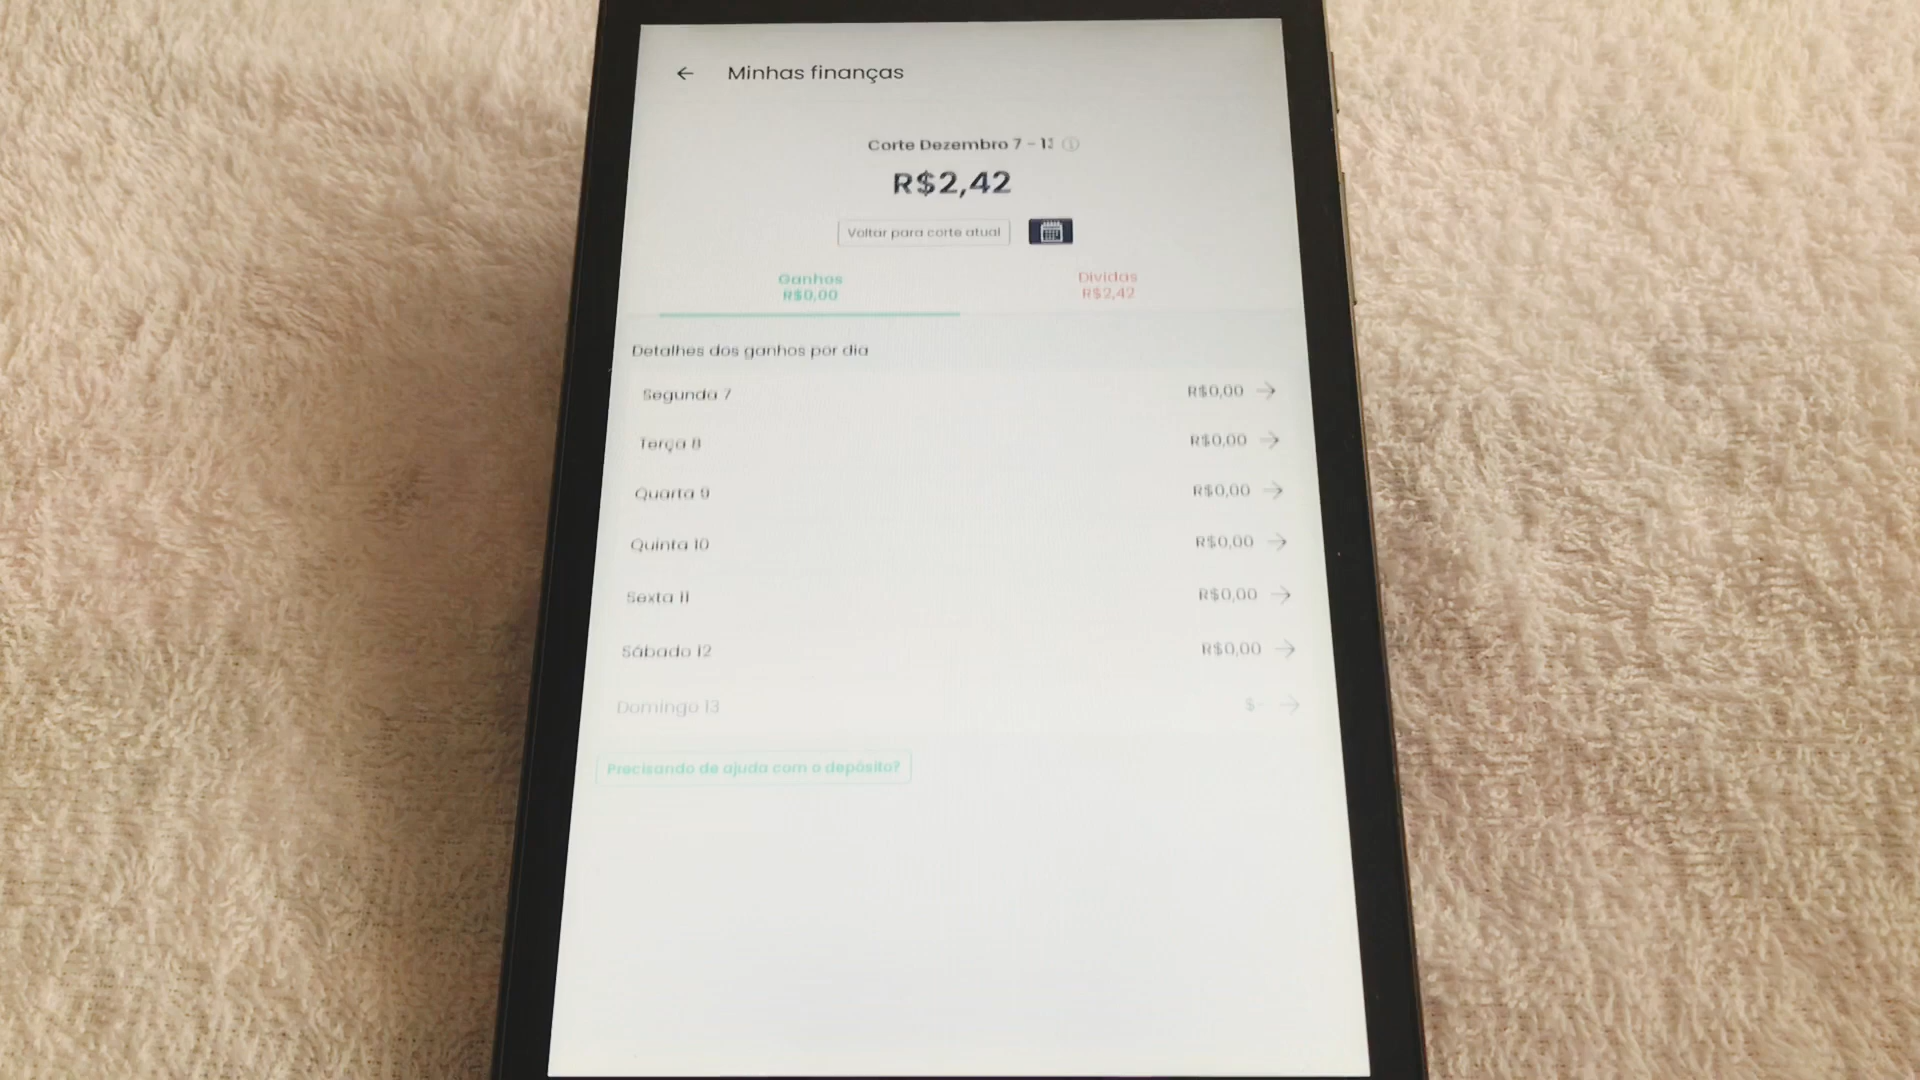 Minhas finanças
Corte Dezembro 7 - 13
R$2,42
Voltar para corte atual
Ganhos
R$0,00
Dívidas
R$2,42
Detalhes dos ganhos por dia
Segunda 7 R$0,00
Terça 8 R$0,00
Quarta 9 R$0,00
Quinta 10 R$0,00
Sexta 11 R$0,00
Sábado 12 R$0,00
Domingo 13 $-
Precisando de ajuda com o depósito?